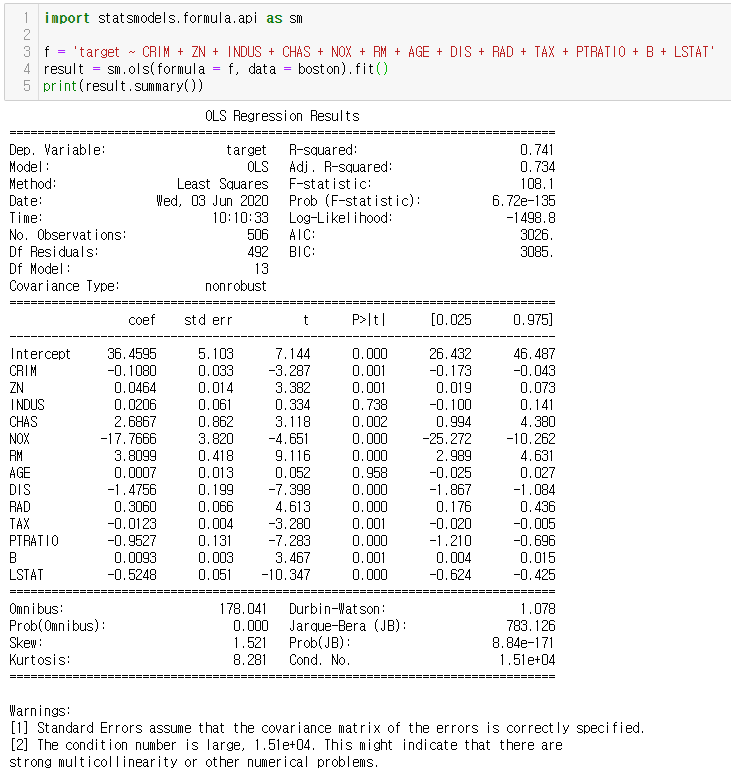 1 import statsmodels.formula.api as sm
2
3 f = 'target ~ CRIM + ZN + INDUS + CHAS + NOX + RM + AGE + DIS + RAD + TAX + PTRATIO + B + LSTAT'
4 result = sm.ols(formula = f, data = boston).fit()
5 print(result.summary())
OLS Regression Results
==============================================================================
Dep. Variable: target R-squared: 0.741
Model: OLS Adj. R-squared: 0.734
Method: Least Squares F-statistic: 108.1
Date: Wed, 03 Jun 2020 Prob (F-statistic): 6.72e-135
Time: 10:10:33 Log-Likelihood: -1498.8
No. Observations: 506 AIC: 3026.
Df Residuals: 492 BIC: 3085.
Df Model: 13
Covariance Type: nonrobust
==============================================================================
coef std err t P>|t| [0.025 0.975]
------------------------------------------------------------------------------
Intercept 36.4595 5.103 7.144 0.000 26.432 46.487
CRIM -0.1080 0.033 -3.287 0.001 -0.173 -0.043
ZN 0.0464 0.014 3.382 0.001 0.019 0.073
INDUS 0.0206 0.061 0.334 0.738 -0.100 0.141
CHAS 2.6867 0.862 3.118 0.002 0.994 4.380
NOX -17.7666 3.820 -4.651 0.000 -25.272 -10.262
RM 3.8099 0.418 9.116 0.000 2.989 4.631
AGE 0.0007 0.013 0.052 0.958 -0.025 0.027
DIS -1.4756 0.199 -7.398 0.000 -1.867 -1.084
RAD 0.3060 0.066 4.613 0.000 0.176 0.436
TAX -0.0123 0.004 -3.280 0.001 -0.020 -0.005
PTRATIO -0.9527 0.131 -7.283 0.000 -1.210 -0.696
B 0.0093 0.003 3.467 0.001 0.004 0.015
LSTAT -0.5248 0.051 -10.347 0.000 -0.624 -0.425
==============================================================================
Omnibus: 178.041 Durbin-Watson: 1.078
Prob(Omnibus): 0.000 Jarque-Bera (JB): 783.126
Skew: 1.521 Prob(JB): 8.84e-171
Kurtosis: 8.281 Cond. No. 1.51e+04
==============================================================================
Warnings:
[1] Standard Errors assume that the covariance matrix of the errors is correctly specified.
[2] The condition number is large, 1.51e+04. This might indicate that there are
strong multicollinearity or other numerical problems.